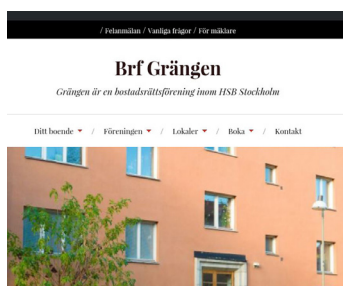 / Felanmälan / Vanliga frågor / För mäklare
Brf Grängen
Grängen är en bostadsrättsförening inom HSB Stockholm
Ditt boende / Föreningen / Lokaler / Boka / Kontakt